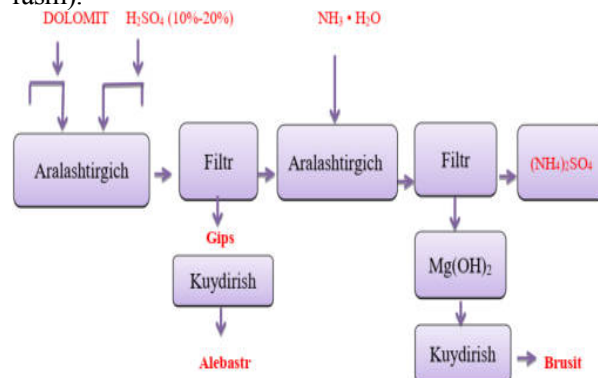 rasm).
DOLOMIT H₂SO₄ (10%-20%) NH₃ • H₂O
Aralashtirgich Filtr Aralashtirgich Filtr (NH₄)₂SO₄
Gips
Kuydirish Mg(OH)₂
Alebastr Kuydirish Brusit